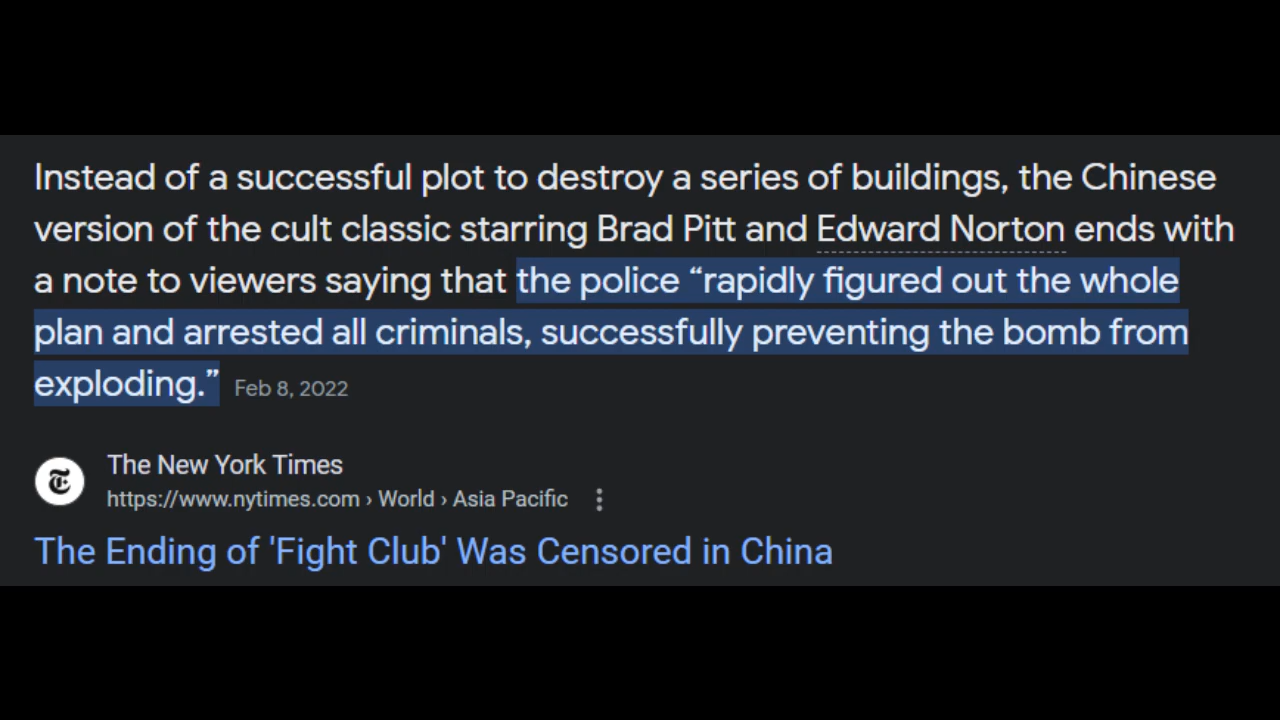 Instead of a successful plot to destroy a series of buildings, the Chinese
version of the cult classic starring Brad Pitt and Edward Norton ends with
a note to viewers saying that the police “rapidly figured out the whole
plan and arrested all criminals, successfully preventing the bomb from
exploding.” Feb 8, 2022
The New York Times
https://www.nytimes.com › World › Asia Pacific
The Ending of 'Fight Club' Was Censored in China